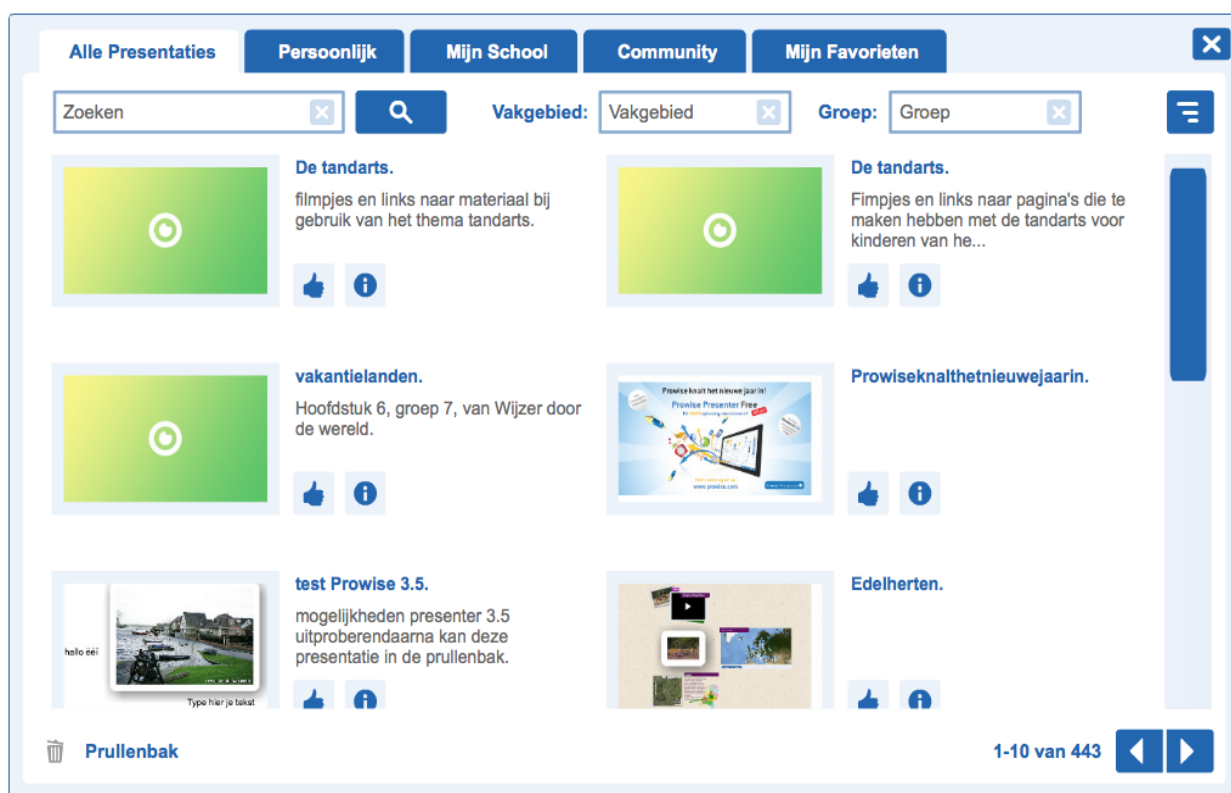 Alle Presentaties
Persoonlijk
Mijn School
Community
Mijn Favorieten
Zoeken
Vakgebied:
Vakgebied
Groep:
Groep
De tandarts.
filmpjes en links naar materiaal bij
gebruik van het thema tandarts.
De tandarts.
Fimpjes en links naar pagina's die te
maken hebben met de tandarts voor
kinderen van he...
vakantielanden.
Hoofdstuk 6, groep 7, van Wijzer door
de wereld.
Prowise knalt het nieuwe jaar in!
Prowise Presenter Free
www.prowise.com
Prowiseknalthetnieuwejaarin.
hallo ëëï
Type hier je tekst
test Prowise 3.5.
mogelijkheden presenter 3.5
uitproberendaarna kan deze
presentatie in de prullenbak.
Edelherten.
Prullenbak
1-10 van 443